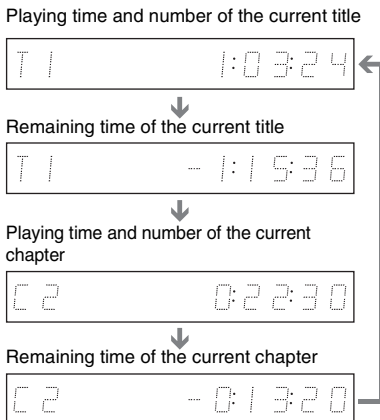 Playing time and number of the current title
T 1 1:03:24
Remaining time of the current title
T 1 - 1:15:36
Playing time and number of the current
chapter
C 2 0:22:30
Remaining time of the current chapter
C 2 - 0:13:20